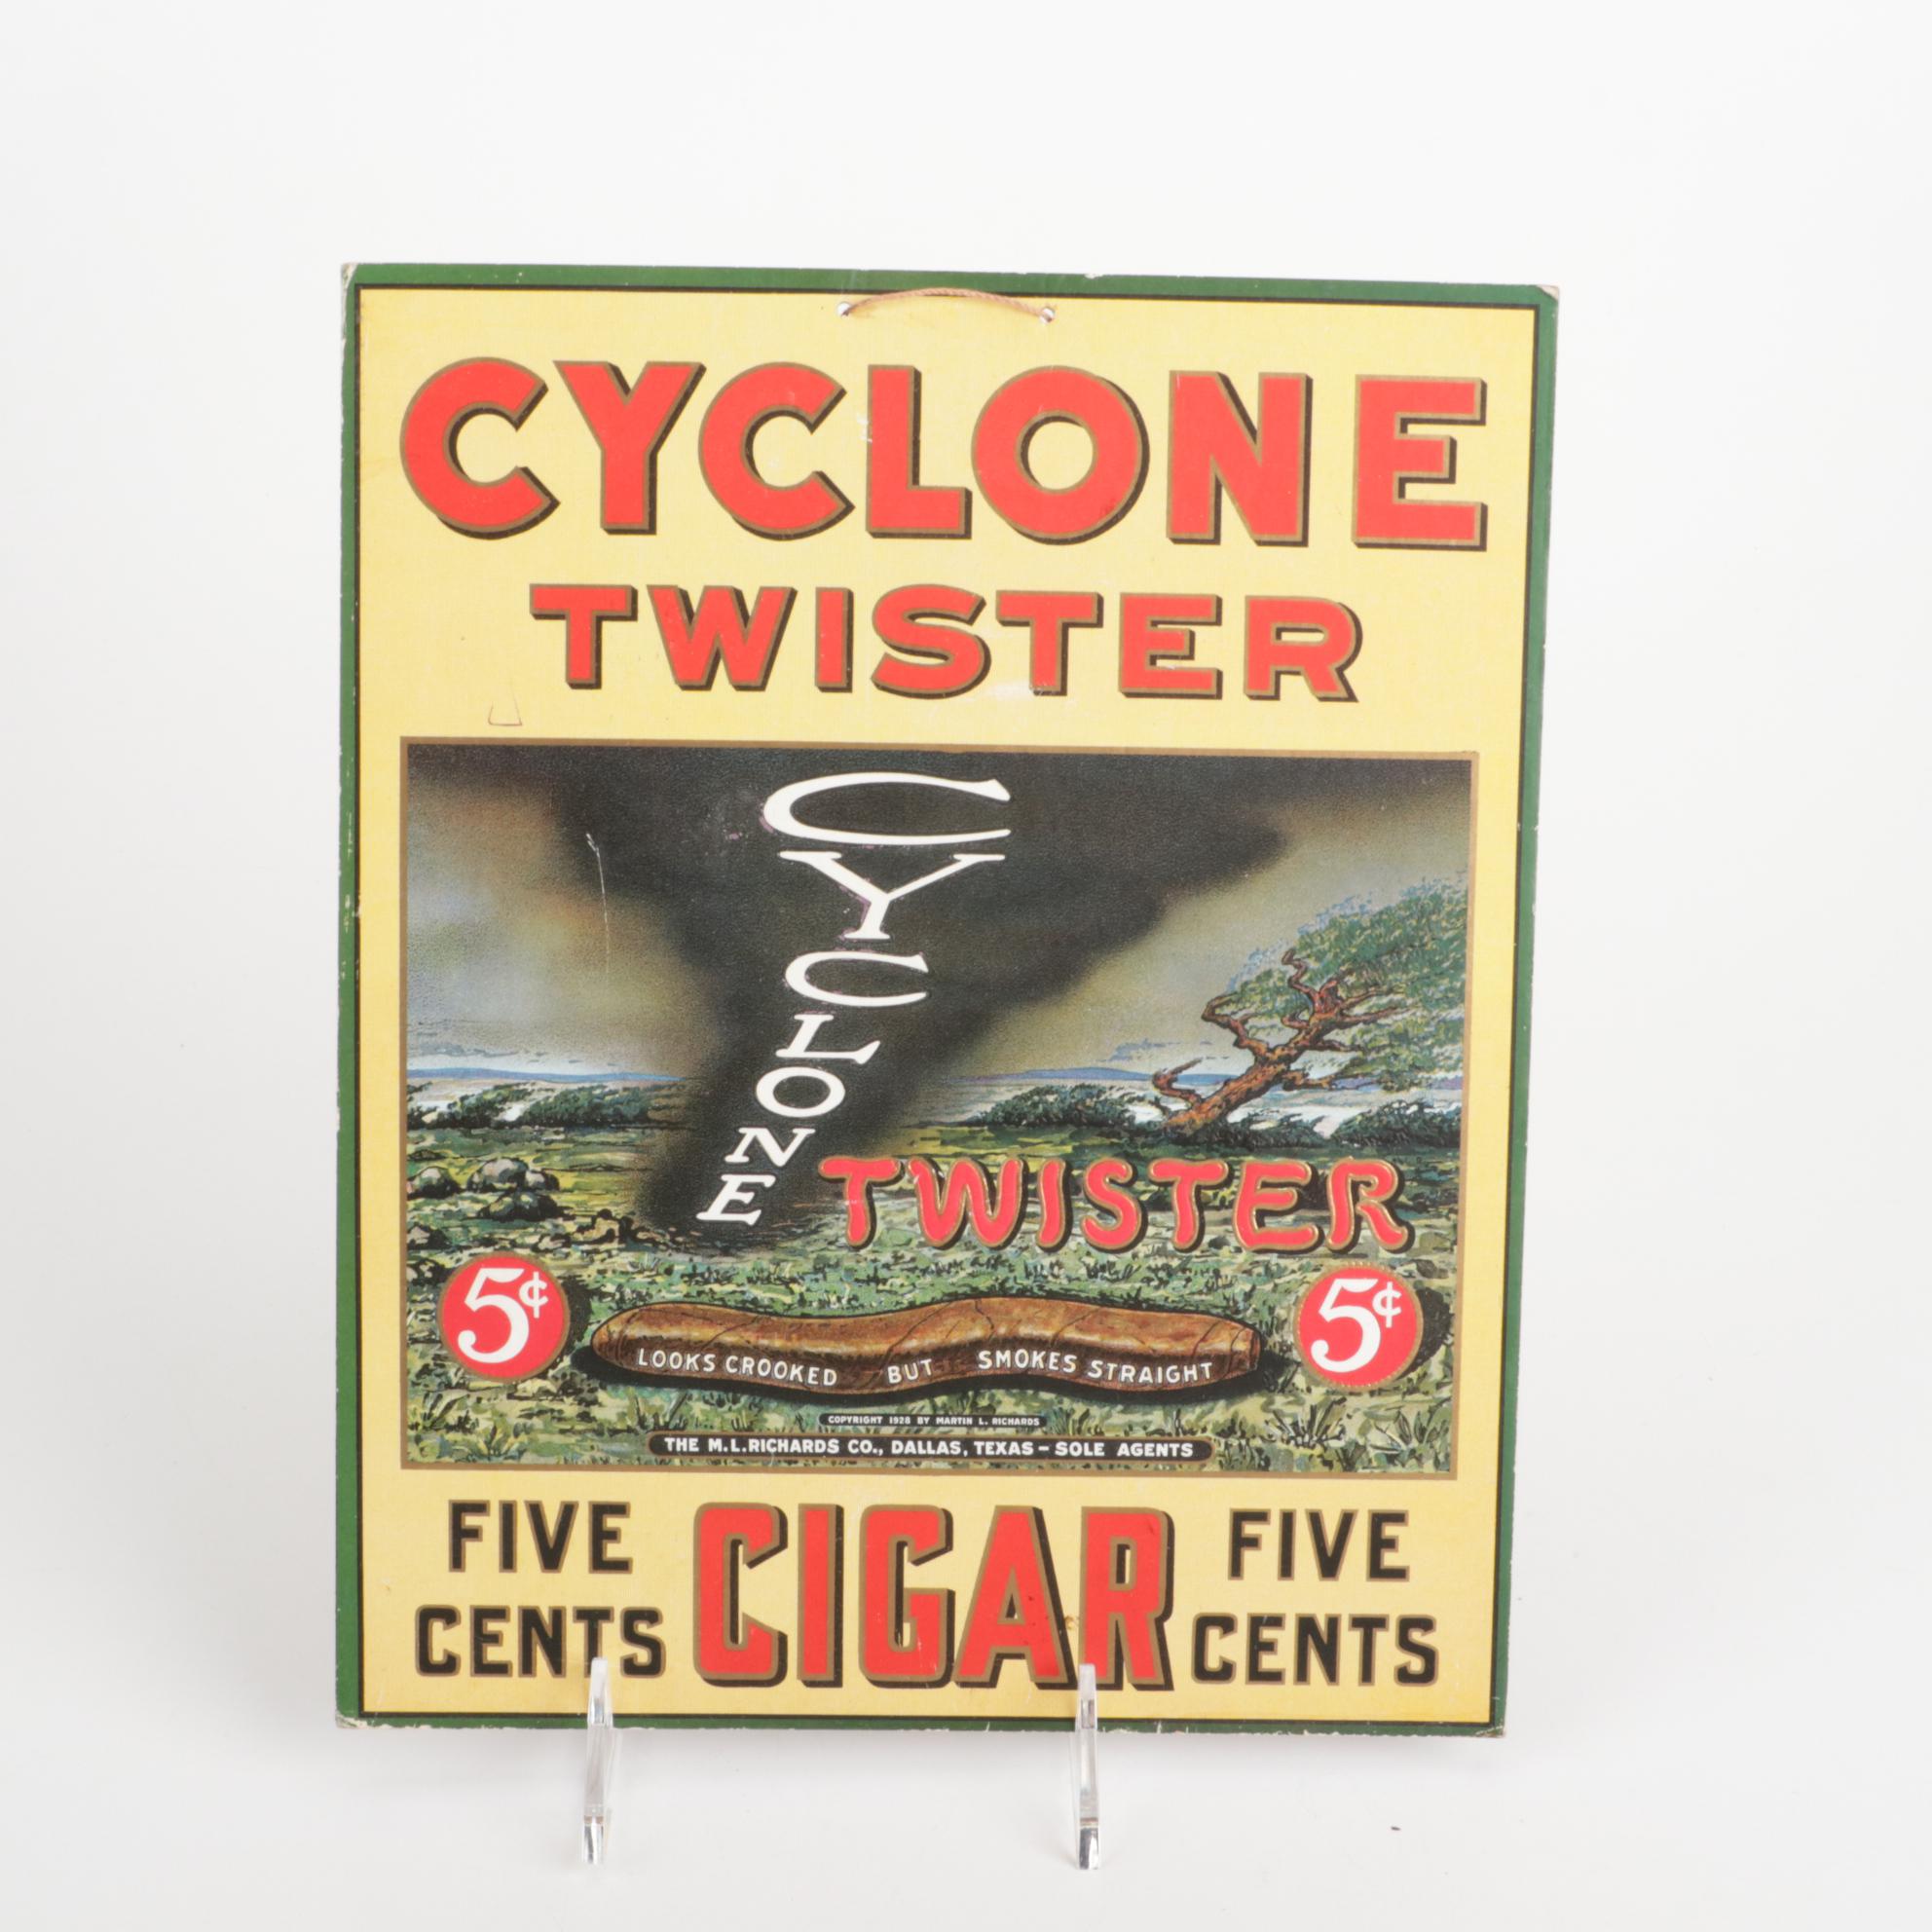 CYCLONE
TWISTER
CYCLONE
TWISTER
5¢
5¢
LOOKS CROOKED BUT SMOKES STRAIGHT
COPYRIGHT 1928 BY MARTIN L. RICHARDS
THE M.L.RICHARDS CO., DALLAS, TEXAS - SOLE AGENTS
FIVE CENTS
CIGAR
FIVE CENTS